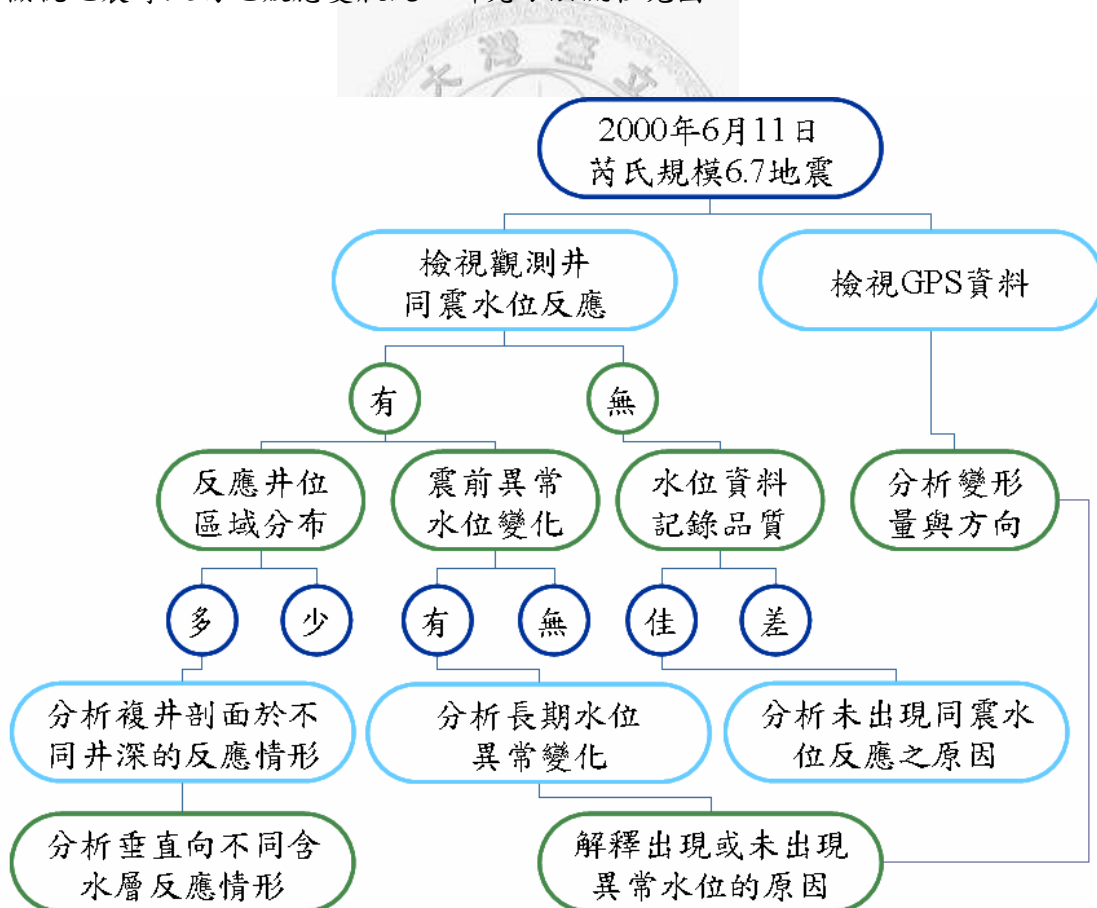 大灣臺
2000年6月11日
芮氏規模6.7地震
檢視觀測井
同震水位反應
檢視GPS資料
有
無
反應井位
區域分布
震前異常
水位變化
水位資料
記錄品質
分析變形
量與方向
多
少
有
無
佳
差
分析複井剖面於不
同井深的反應情形
分析長期水位
異常變化
分析未出現同震水
位反應之原因
分析垂直向不同含
水層反應情形
解釋出現或未出現
異常水位的原因